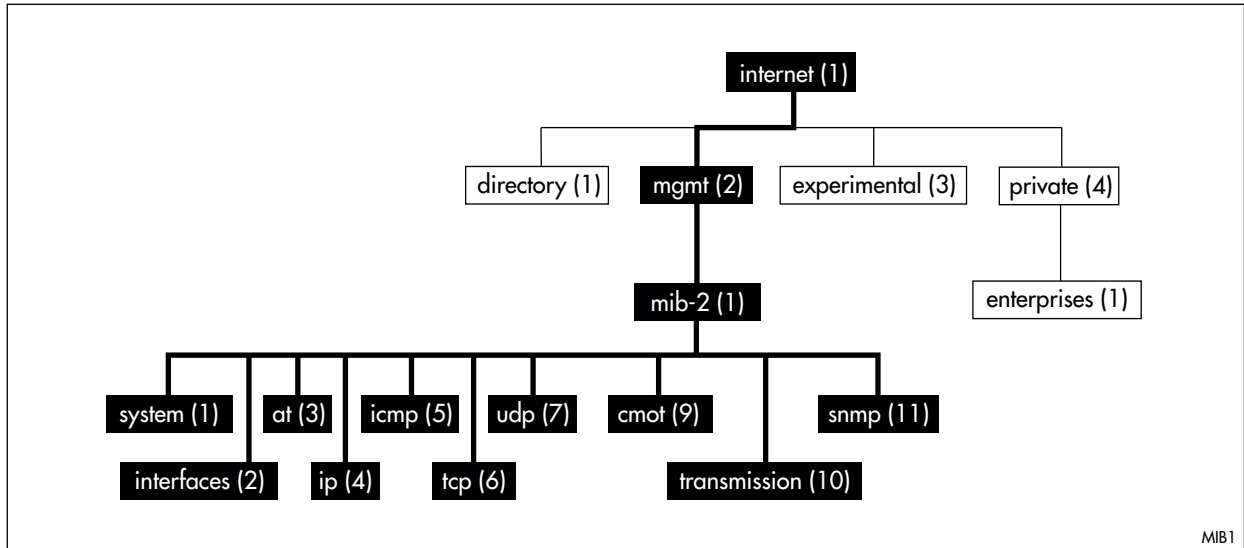 internet (1)
directory (1)
mgmt (2)
experimental (3)
private (4)
mib-2 (1)
enterprises (1)
system (1)
at (3)
icmp (5)
udp (7)
cmot (9)
snmp (11)
interfaces (2)
ip (4)
tcp (6)
transmission (10)
MIB1